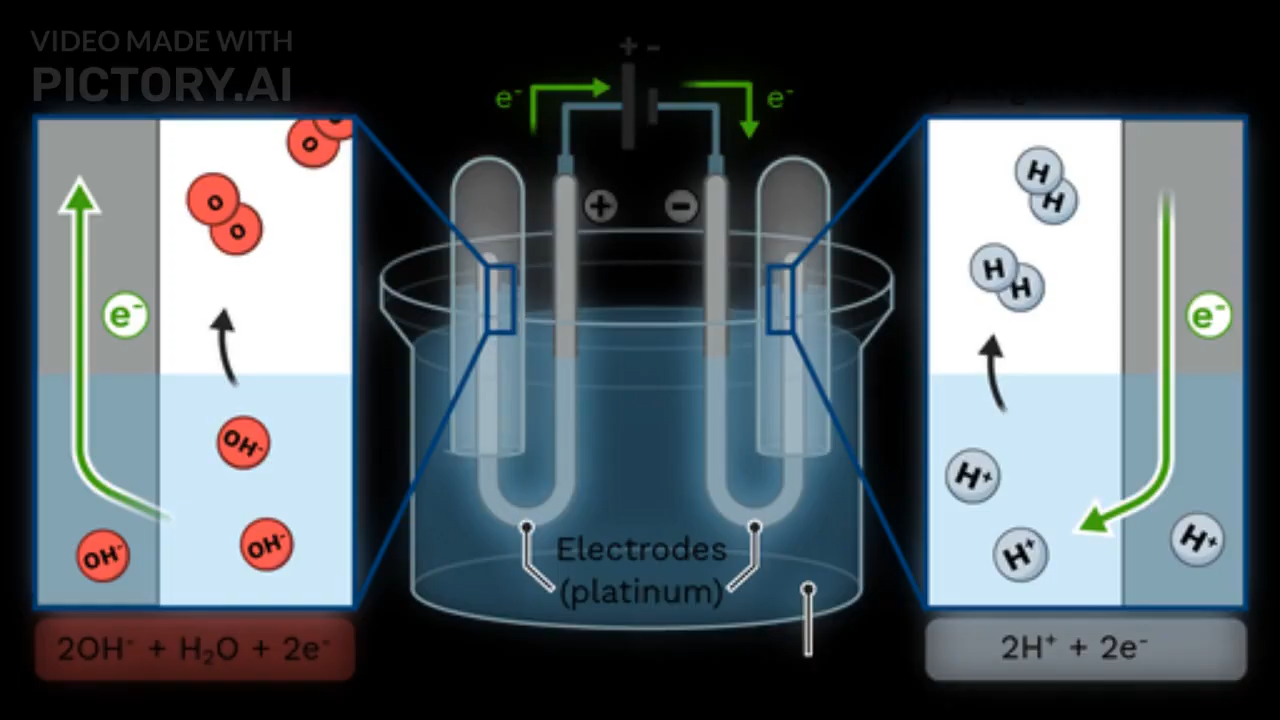 VIDEO MADE WITH
PICTORY.AI
+ -
e⁻
e⁻
+
−
O
O
O
O
e⁻
OH⁻
OH⁻
OH⁻
H
H
H
H
e⁻
H⁺
H⁺
H⁺
Electrodes
(platinum)
2OH⁻ + H₂O + 2e⁻
2H⁺ + 2e⁻